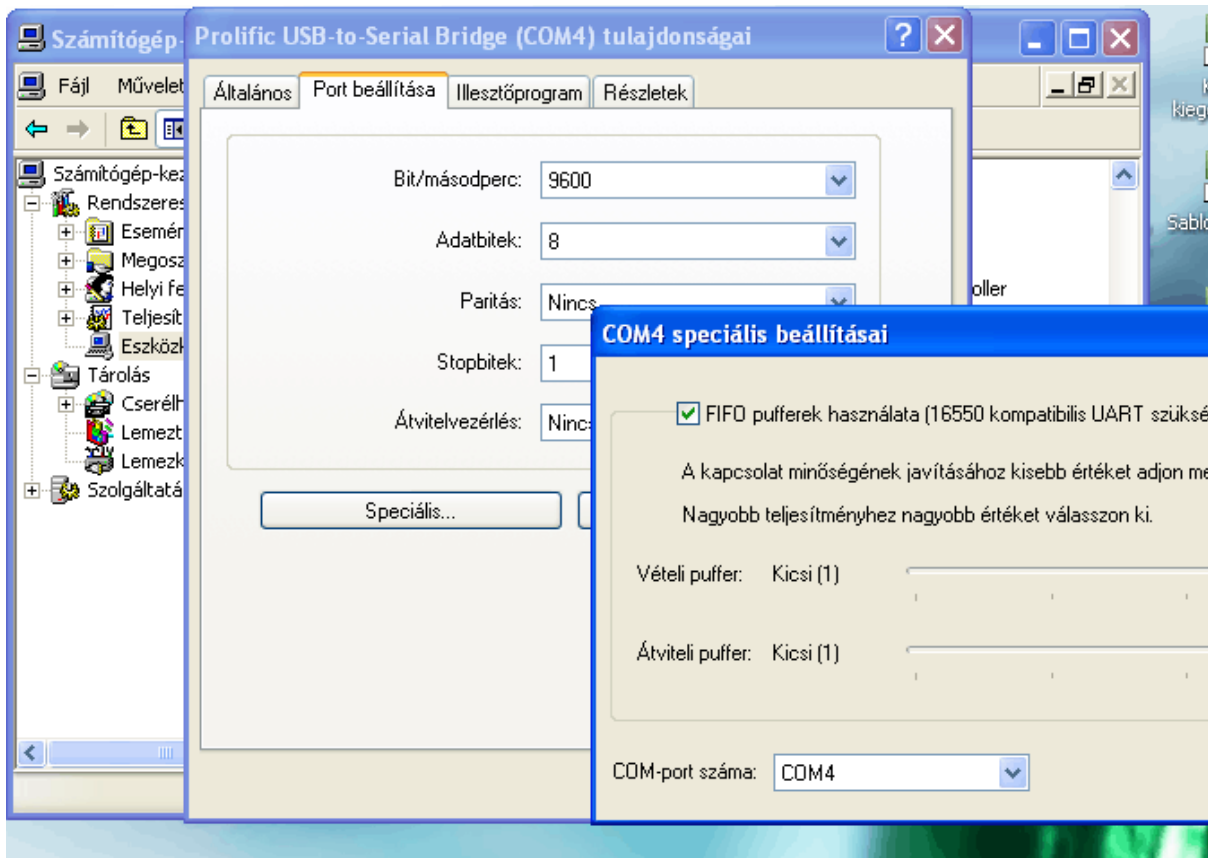 Számítógép-
Fájl Művelet
Számítógép-kez
Rendszeres
Esemér
Megosz
Helyi fe
Teljesít
Eszközk
Tárolás
Cserélh
Lemezt
Lemezk
Szolgáltatá
Prolific USB-to-Serial Bridge (COM4) tulajdonságai
Általános Port beállítása Illesztőprogram Részletek
Bit/másodperc: 9600
Adatbitek: 8
Paritás: Nincs
Stopbitek: 1
Átvitelvezérlés: Ninc
Speciális...
oller
COM4 speciális beállításai
FIFO pufferek használata (16550 kompatibilis UART szüksé
A kapcsolat minőségének javításához kisebb értéket adjon me
Nagyobb teljesítményhez nagyobb értéket válasszon ki.
Vételi puffer: Kicsi (1)
Átviteli puffer: Kicsi (1)
COM-port száma: COM4
kieg
Sablo